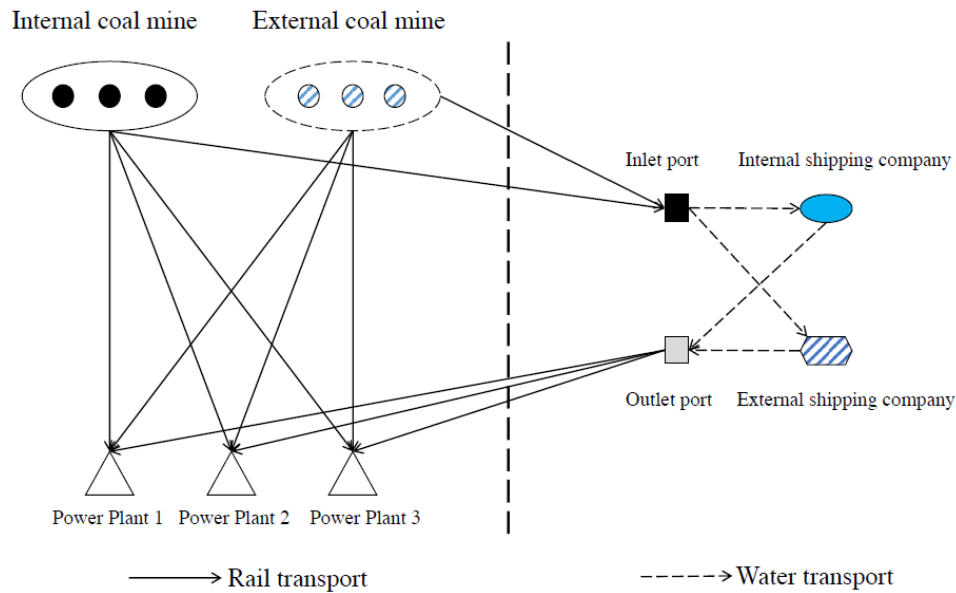 Internal coal mine
External coal mine
Inlet port
Internal shipping company
Outlet port
External shipping company
Power Plant 1
Power Plant 2
Power Plant 3
Rail transport
Water transport